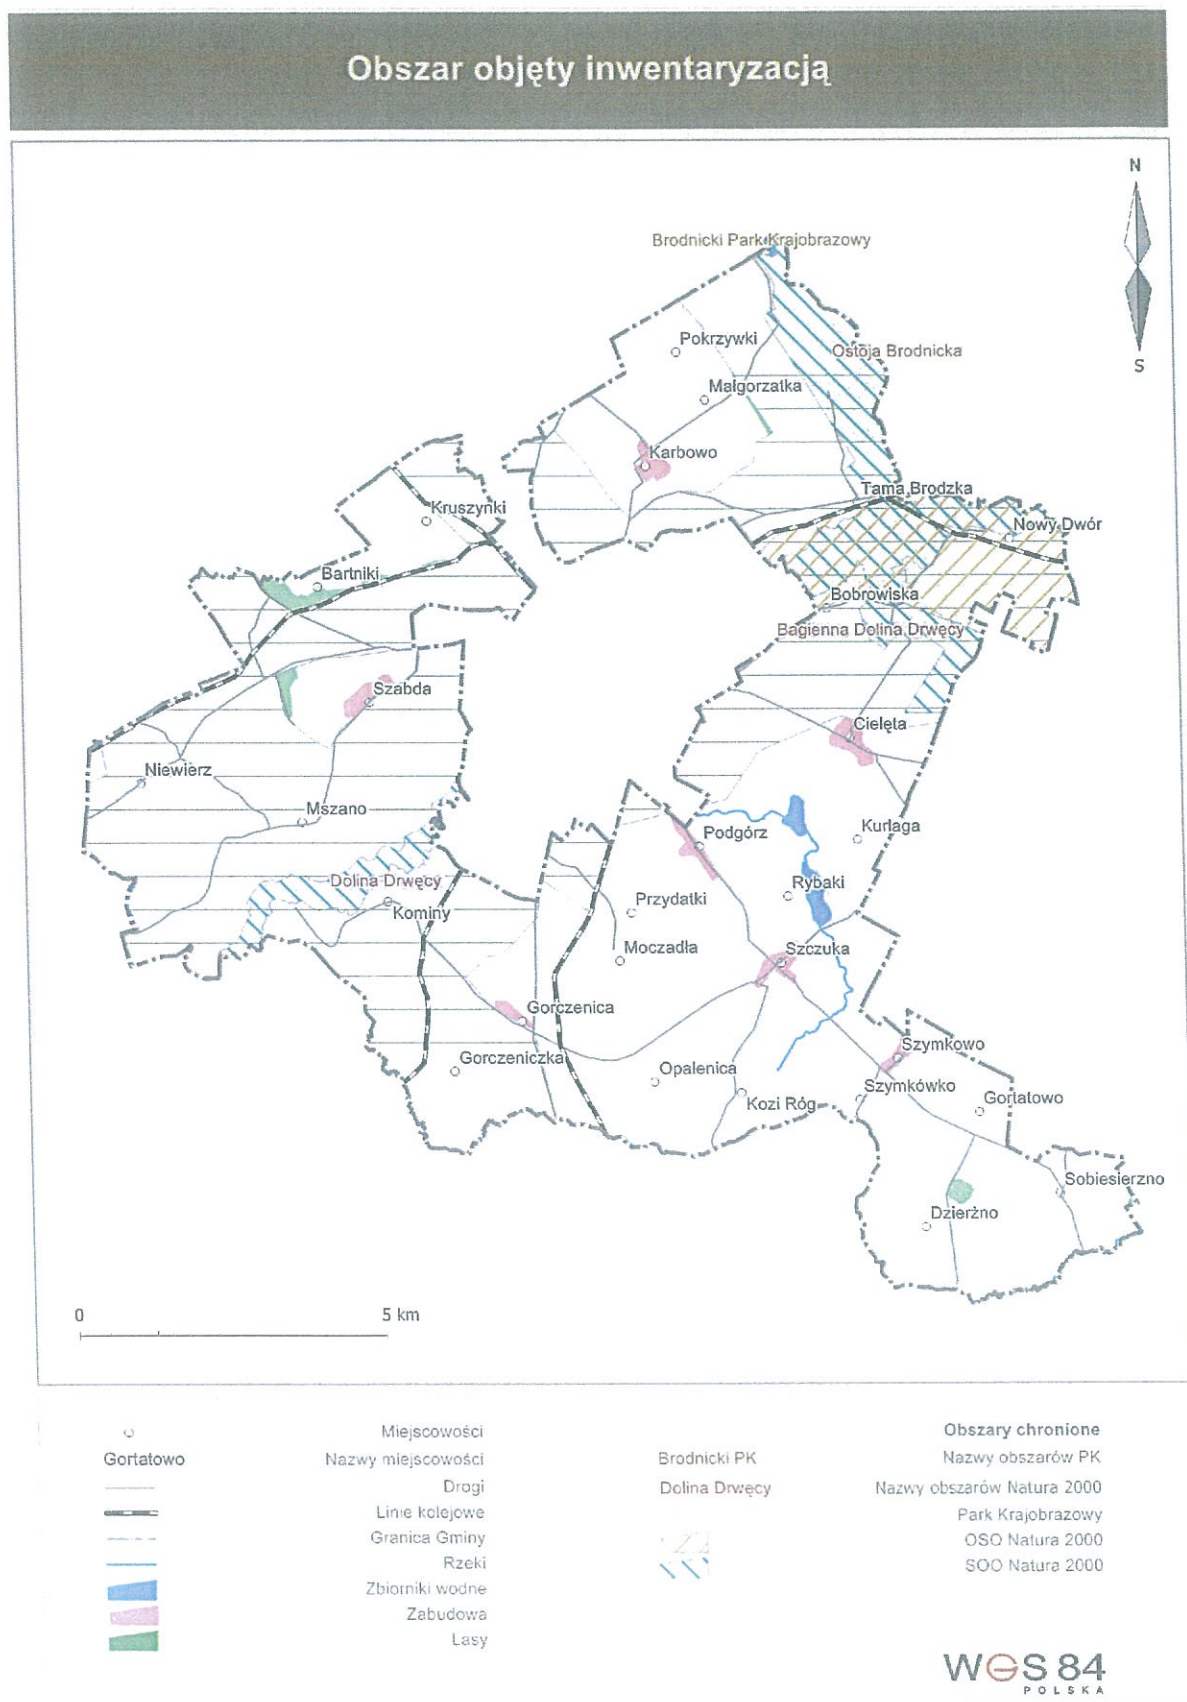 Obszar objęty inwentaryzacją
N
S
Brodnicki Park Krajobrazowy
Pokrzywki
Ostoja Brodnicka
Małgorzatka
Karbowo
Tama Brodzka
Kruszynki
Nowy Dwór
Bartniki
Bobrowiska
Bagienna Dolina Drwęcy
Szabda
Cielęta
Niewierz
Mszano
Podgórz
Kurlaga
Dolina Drwęcy
Rybaki
Kominy
Przydatki
Moczadła
Szczuka
Gorczenica
Szymkowo
Gorczeniczka
Opalenica
Szymkówko
Kozi Róg
Gortatowo
Sobiesierzno
Dzierżno
0 5 km
Miejscowości
Gortatowo Nazwy miejscowości
Drogi
Linie kolejowe
Granica Gminy
Rzeki
Zbiorniki wodne
Zabudowa
Lasy
Obszary chronione
Brodnicki PK Nazwy obszarów PK
Dolina Drwęcy Nazwy obszarów Natura 2000
Park Krajobrazowy
OSO Natura 2000
SOO Natura 2000
WGS 84
POLSKA